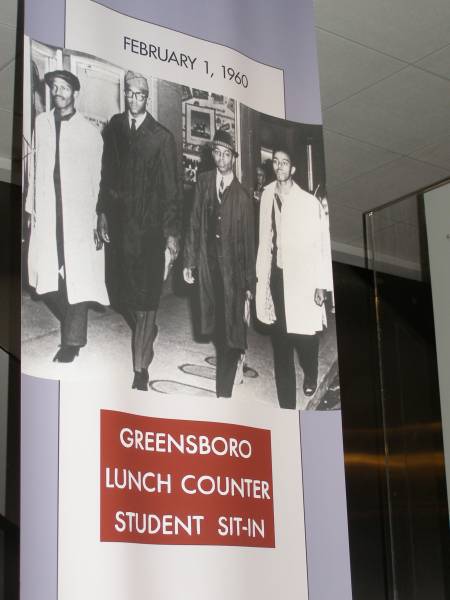 FEBRUARY 1, 1960
GREENSBORO
LUNCH COUNTER
STUDENT SIT-IN